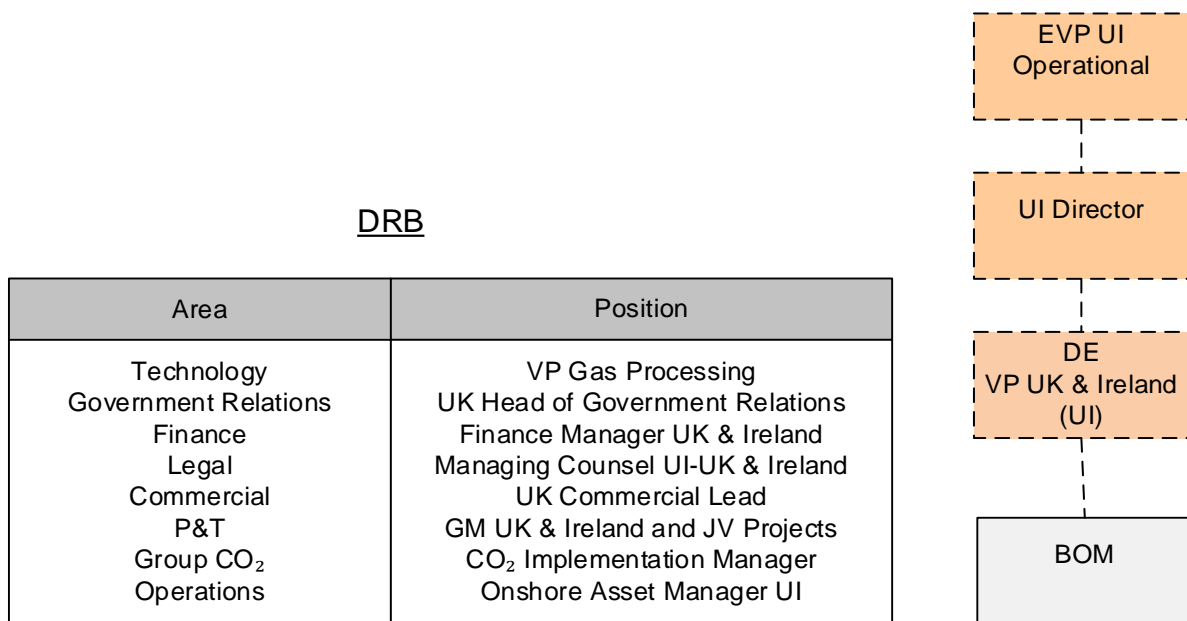 EVP UI
Operational
UI Director
DRB
Area Position
Technology VP Gas Processing
Government Relations UK Head of Government Relations
Finance Finance Manager UK & Ireland
Legal Managing Counsel UI-UK & Ireland
Commercial UK Commercial Lead
P&T GM UK & Ireland and JV Projects
Group CO₂ CO₂ Implementation Manager
Operations Onshore Asset Manager UI
DE
VP UK & Ireland
(UI)
BOM